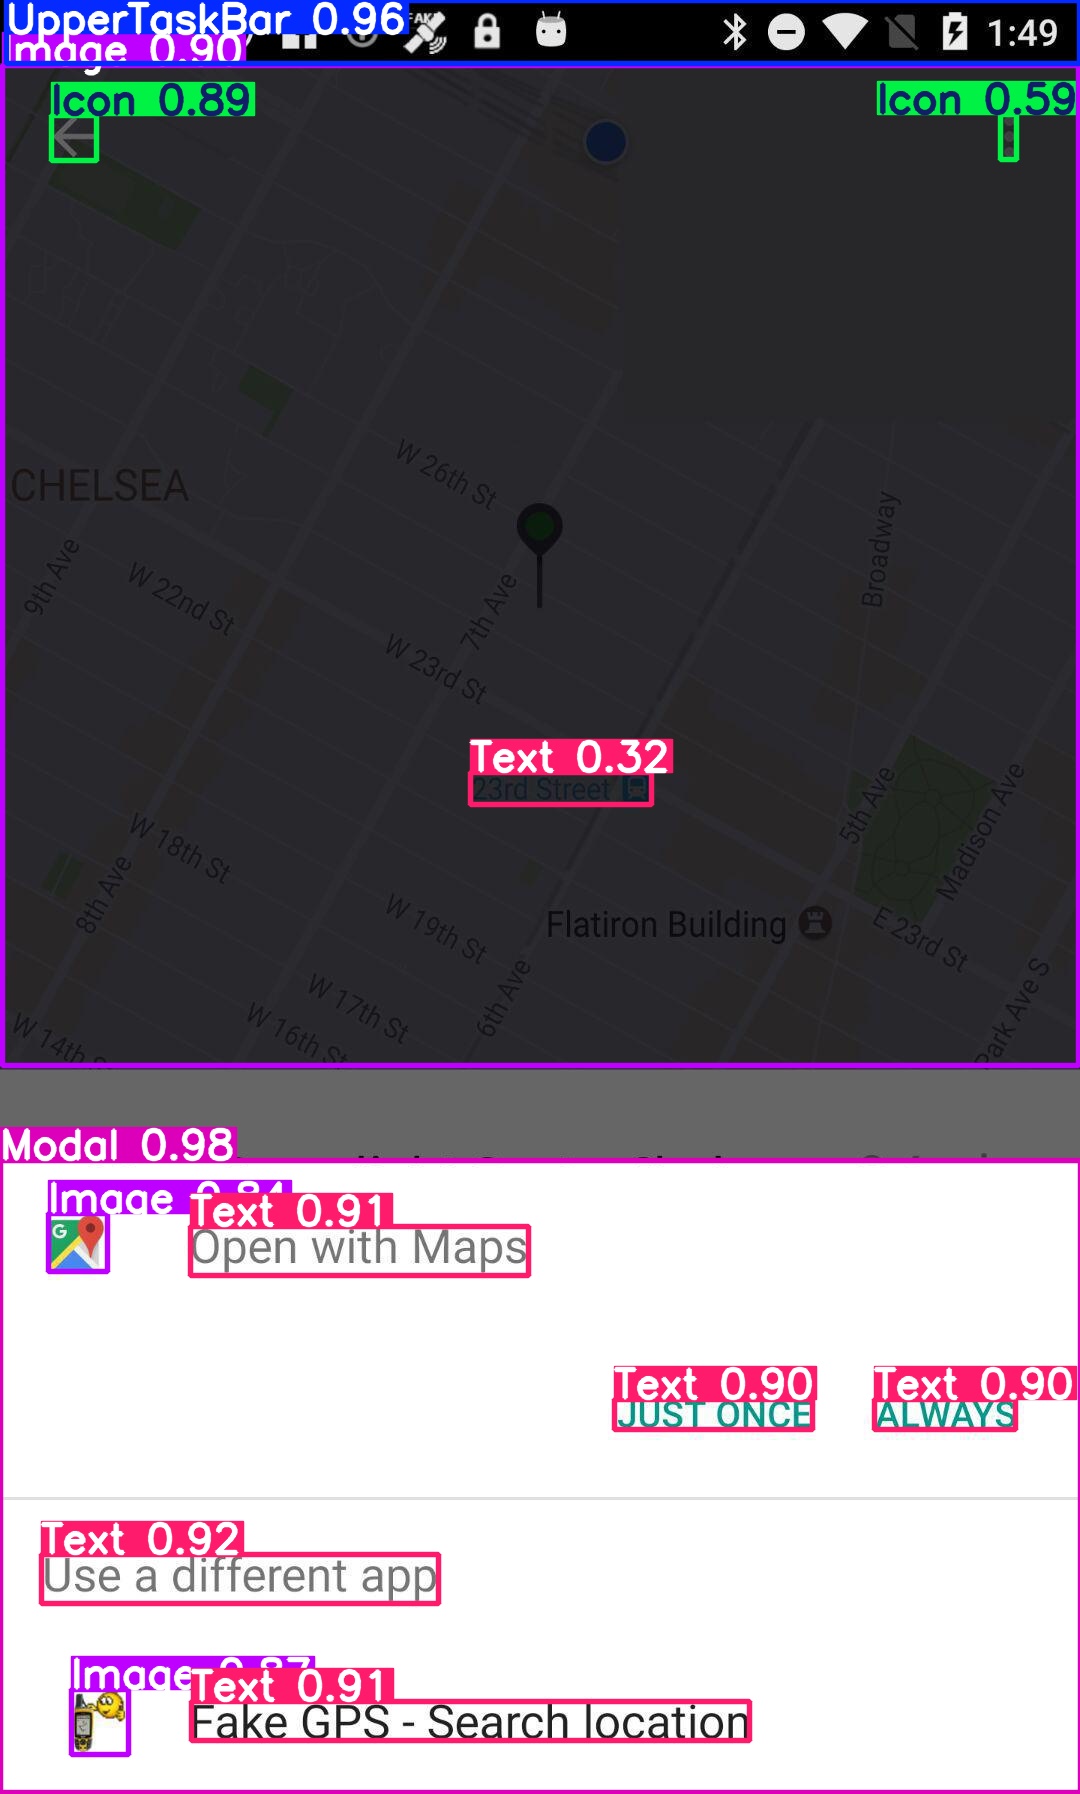 UpperTaskBar 0.96
1:49
Image 0.90
Icon 0.89
Icon 0.59
CHELSEA
W 26th St
Broadway
9th Ave
W 22nd St
7th Ave
W 23rd St
Text 0.32
23rd Street
5th Ave
Madison Ave
W 18th St
8th Ave
W 19th St
Flatiron Building
E 23rd St
W 17th St
6th Ave
Park Ave S
W 16th St
W 14th
Modal 0.98
Image 0.84
Text 0.91
Open with Maps
Text 0.90
Text 0.90
JUST ONCE
ALWAYS
Text 0.92
Use a different app
Image 0.87
Text 0.91
Fake GPS - Search location